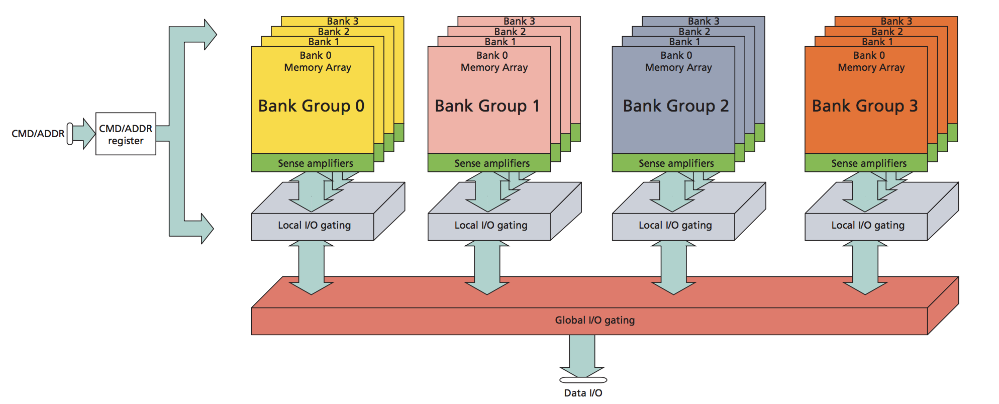 Bank 3
Bank 2
Bank 1
Bank 0
Memory Array
Bank Group 0
Sense amplifiers
Local I/O gating
Bank 3
Bank 2
Bank 1
Bank 0
Memory Array
Bank Group 1
Sense amplifiers
Local I/O gating
Bank 3
Bank 2
Bank 1
Bank 0
Memory Array
Bank Group 2
Sense amplifiers
Local I/O gating
Bank 3
Bank 2
Bank 1
Bank 0
Memory Array
Bank Group 3
Sense amplifiers
Local I/O gating
CMD/ADDR
CMD/ADDR
register
Global I/O gating
Data I/O